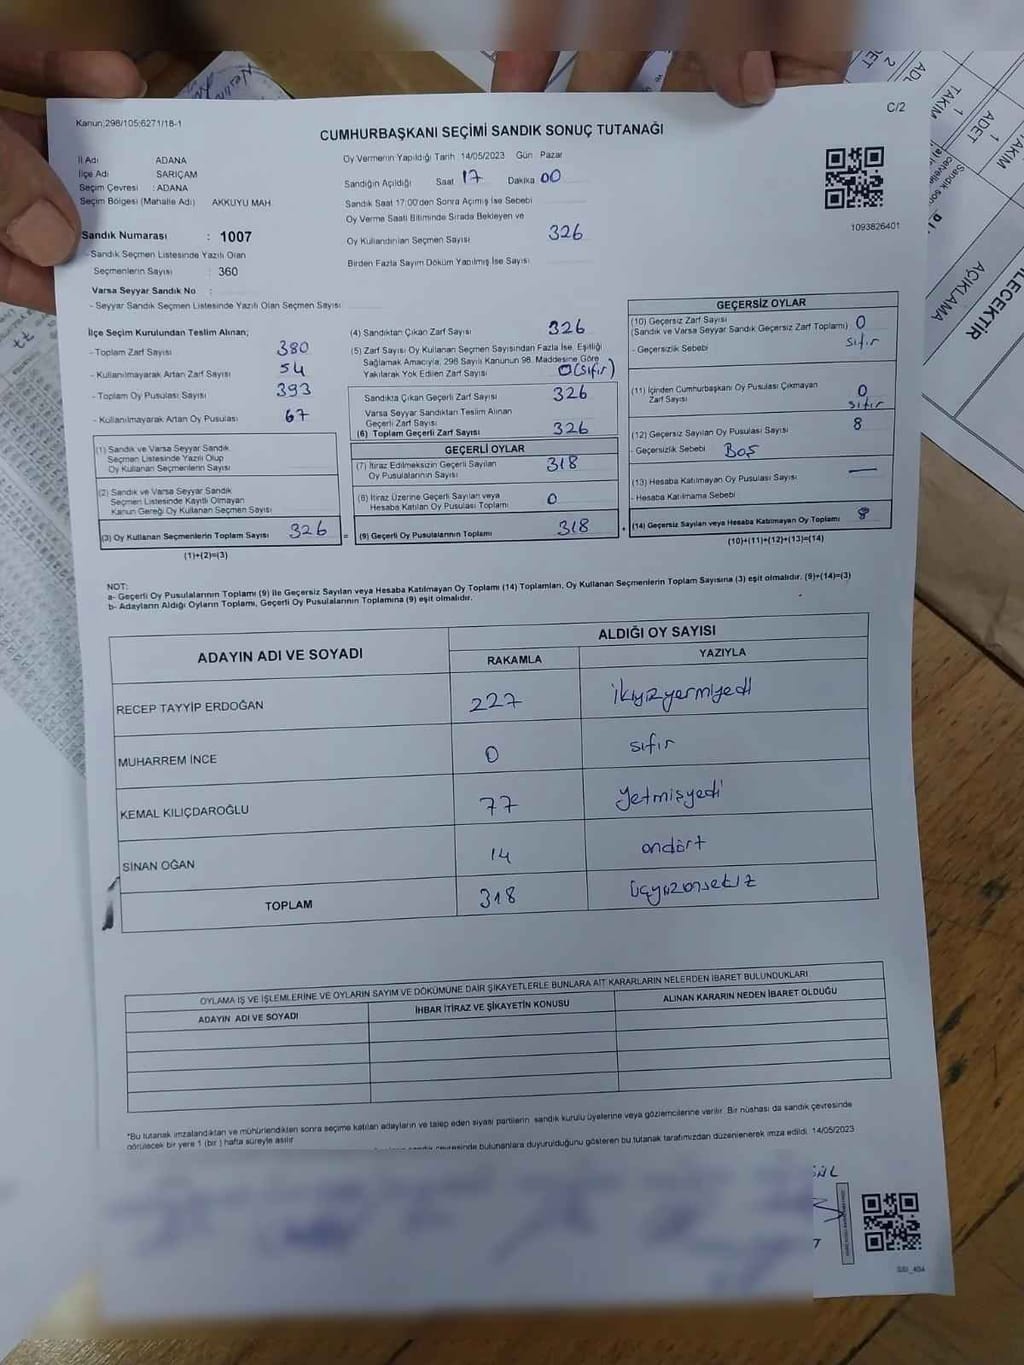 C/2
Kanun;298/105;6271/18-1
CUMHURBAŞKANI SEÇİMİ SANDIK SONUÇ TUTANAĞI
İl Adı ADANA
İlçe Adı SARIÇAM
Seçim Çevresi : ADANA
Seçim Bölgesi (Mahalle Adı) AKKUYU MAH
Oy Vermenin Yapıldığı Tarih 14/05/2023 Gün Pazar
Sandığın Açıldığı Saat 17 Dakika 00
Sandık Saat 17:00'den Sonra Açımış İse Sebebi
Oy Verme Saati Bitiminde Sırada Bekleyen ve
Oy Kullandırılan Seçmen Sayısı 326
Birden Fazla Sayım Döküm Yapılmış İse Sayısı
1093826401
Sandık Numarası : 1007
- Sandık Seçmen Listesinde Yazılı Olan
Seçmenlerin Sayısı : 360
Varsa Seyyar Sandık No :
- Seyyar Sandık Seçmen Listesinde Yazılı Olan Seçmen Sayısı
İlçe Seçim Kurulundan Teslim Alınan;
- Toplam Zarf Sayısı 380
- Kullanılmayarak Artan Zarf Sayısı 54
- Toplam Oy Pusulası Sayısı 393
- Kullanılmayarak Artan Oy Pusulası 67
(1) Sandık ve Varsa Seyyar Sandık
Seçmen Listesinde Yazılı Olup
Oy Kullanan Seçmenlerin Sayısı
(2) Sandık ve Varsa Seyyar Sandık
Seçmen Listesinde Kayıtlı Olmayan
Kanun Gereği Oy Kullanan Seçmen Sayısı
(3) Oy Kullanan Seçmenlerin Toplam Sayısı 326
(1)+(2)=(3)
(4) Sandıktan Çıkan Zarf Sayısı 326
(5) Zarf Sayısı Oy Kullanan Seçmen Sayısından Fazla İse, Eşitliği
Sağlamak Amacıyla, 298 Sayılı Kanunun 98. Maddesine Göre
Yakılarak Yok Edilen Zarf Sayısı 0(sıfır)
Sandıkta Çıkan Geçerli Zarf Sayısı 326
Varsa Seyyar Sandıktan Teslim Alınan
Geçerli Zarf Sayısı
(6) Toplam Geçerli Zarf Sayısı 326
GEÇERLİ OYLAR
(7) İtiraz Edilmeksizin Geçerli Sayılan
Oy Pusulalarının Sayısı 318
(8) İtiraz Üzerine Geçerli Sayılan veya
Hesaba Katılan Oy Pusulası Toplamı 0
= (9) Geçerli Oy Pusulalarının Toplamı 318
GEÇERSİZ OYLAR
(10) Geçersiz Zarf Sayısı
(Sandık ve Varsa Seyyar Sandık Geçersiz Zarf Toplamı) 0
- Geçersizlik Sebebi sıfır
(11) İçinden Cumhurbaşkanı Oy Pusulası Çıkmayan
Zarf Sayısı 0
sıfır
(12) Geçersiz Sayılan Oy Pusulası Sayısı 8
- Geçersizlik Sebebi Boş
(13) Hesaba Katılmayan Oy Pusulası Sayısı —
- Hesaba Katılmama Sebebi
+ (14) Geçersiz Sayılan veya Hesaba Katılmayan Oy Toplamı 8
(10)+(11)+(12)+(13)=(14)
NOT:
a- Geçerli Oy Pusulalarının Toplamı (9) ile Geçersiz Sayılan veya Hesaba Katılmayan Oy Toplamı (14) Toplamları, Oy Kullanan Seçmenlerin Toplam Sayısına (3) eşit olmalıdır. (9)+(14)=(3)
b- Adayların Aldığı Oyların Toplamı, Geçerli Oy Pusulalarının Toplamına (9) eşit olmalıdır.
ADAYIN ADI VE SOYADI
ALDIĞI OY SAYISI
RAKAMLA YAZIYLA
RECEP TAYYİP ERDOĞAN 227 ikiyüzyirmiyedi
MUHARREM İNCE 0 sıfır
KEMAL KILIÇDAROĞLU 77 yetmişyedi
SİNAN OĞAN 14 ondört
TOPLAM 318 üçyüzonsekiz
OYLAMA İŞ VE İŞLEMLERİNE VE OYLARIN SAYIM VE DÖKÜMÜNE DAİR ŞİKAYETLERLE BUNLARA AİT KARARLARIN NELERDEN İBARET BULUNDUKLARI
ADAYIN ADI VE SOYADI İHBAR İTİRAZ VE ŞİKAYETİN KONUSU ALINAN KARARIN NEDEN İBARET OLDUĞU
*Bu tutanak imzalandıktan ve mühürlendikten sonra seçime katılan adayların ve talep eden siyasi partilerin, sandık kurulu üyelerine veya gözlemcilerine verilir. Bir nüshası da sandık çevresinde
görülecek bir yere 1 (bir ) hafta süreyle asılır
çevresinde bulunanlara duyurulduğunu gösteren bu tutanak tarafımızdan düzenlenerek imza edildi. 14/05/2023
AÇIKLAMA
TAKIM
1
ADET